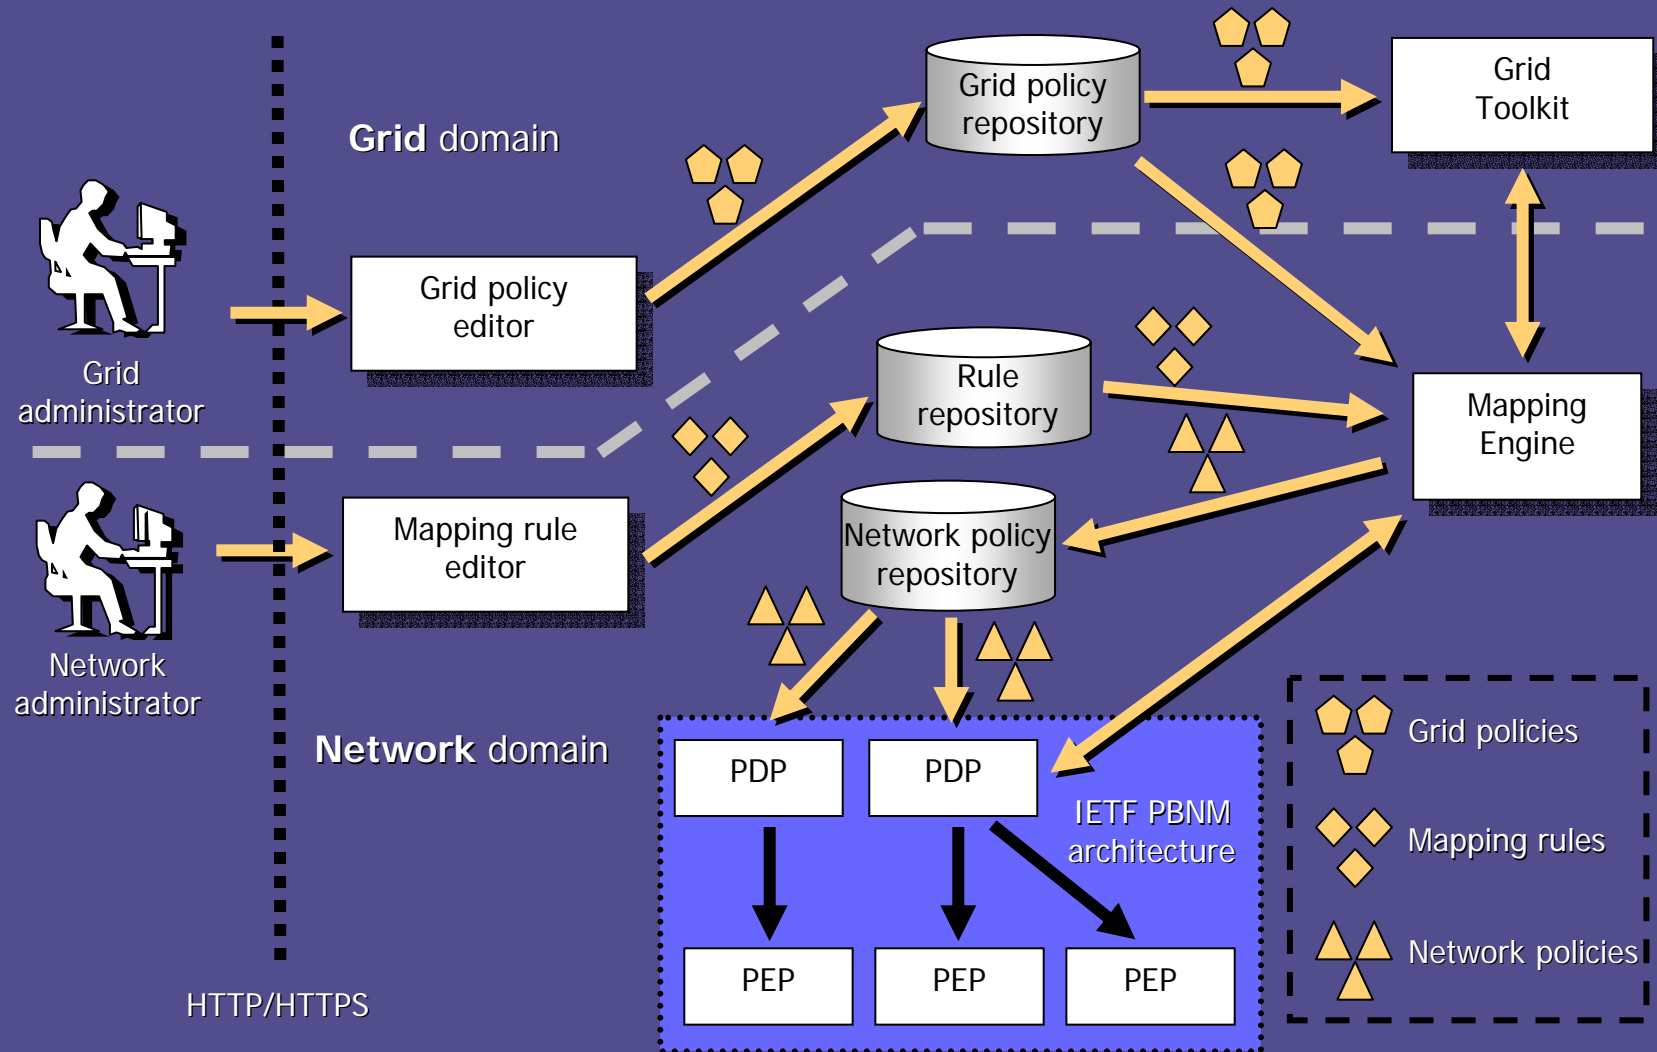 Grid policy
repository
Grid
Toolkit
Grid domain
Grid policy
editor
Grid
administrator
Rule
repository
Mapping
Engine
Mapping rule
editor
Network policy
repository
Network
administrator
Network domain
PDP
PDP
IETF PBNM
architecture
PEP
PEP
PEP
Grid policies
Mapping rules
Network policies
HTTP/HTTPS